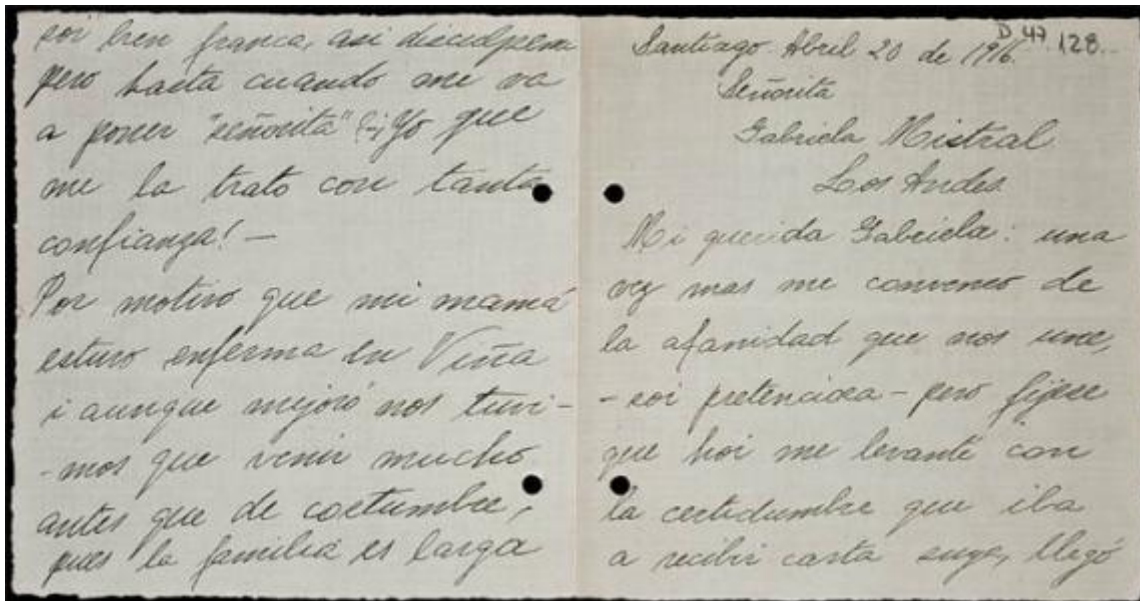 soi bien franca, asi disculpeme
pero hasta cuando me va
a poner "señorita" Yo que
me la trato con tanta
confianza! –
Por motivo que mi mamá
estuvo enferma en Viña
i aunque mejoró nos tuvi-
-mos que venir mucho
antes que de costumbre,
pues la familia es larga
D. 47 128.
Santiago Abril 20 de 1916.
Señorita
Gabriela Mistral
Los Andes
Mi querida Gabriela: una
vez mas me convenco de
la afanidad que nos une,
- soi pretenciosa - pero fijese
que hoi me levanté con
la certidumbre que iba
a recibir carta suya, llegó